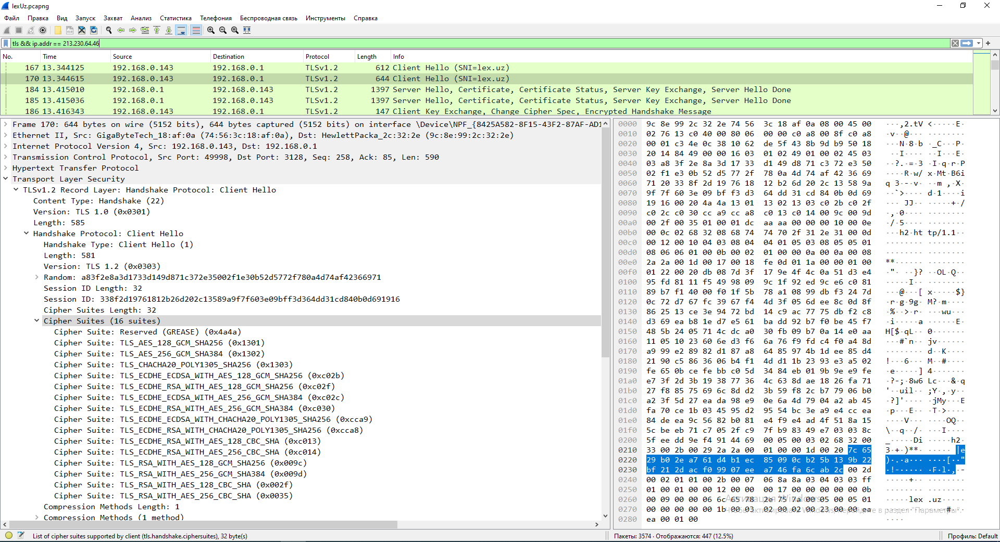 lexUz.pcapng
Файл Правка Вид Запуск Захват Анализ Статистика Телефония Беспроводная связь Инструменты Справка
tls && ip.addr == 213.230.64.46
No. Time Source Destination Protocol Length Info
167 13.344125 192.168.0.143 192.168.0.1 TLSv1.2 612 Client Hello (SNI=lex.uz)
170 13.344615 192.168.0.143 192.168.0.1 TLSv1.2 644 Client Hello (SNI=lex.uz)
184 13.415010 192.168.0.1 192.168.0.143 TLSv1.2 1397 Server Hello, Certificate, Certificate Status, Server Key Exchange, Server Hello Done
185 13.415036 192.168.0.1 192.168.0.143 TLSv1.2 1397 Server Hello, Certificate, Certificate Status, Server Key Exchange, Server Hello Done
186 13.416343 192.168.0.143 192.168.0.1 TLSv1.2 147 Client Key Exchange, Change Cipher Spec, Encrypted Handshake Message
Frame 170: 644 bytes on wire (5152 bits), 644 bytes captured (5152 bits) on interface \Device\NPF_{8425A582-8F15-43F2-87AF-AD1
Ethernet II, Src: GigaByteTech_18:af:0a (74:56:3c:18:af:0a), Dst: HewlettPacka_2c:32:2e (9c:8e:99:2c:32:2e)
Internet Protocol Version 4, Src: 192.168.0.143, Dst: 192.168.0.1
Transmission Control Protocol, Src Port: 49998, Dst Port: 3128, Seq: 258, Ack: 85, Len: 590
Hypertext Transfer Protocol
Transport Layer Security
TLSv1.2 Record Layer: Handshake Protocol: Client Hello
Content Type: Handshake (22)
Version: TLS 1.0 (0x0301)
Length: 585
Handshake Protocol: Client Hello
Handshake Type: Client Hello (1)
Length: 581
Version: TLS 1.2 (0x0303)
Random: a83f2e8a3d1733d149d871c372e35002f1e30b52d5772f780a4d74af42366971
Session ID Length: 32
Session ID: 338f2d19761812b26d202c13589a9f7f603e09bff3d364dd31cd840b0d691916
Cipher Suites Length: 32
Cipher Suites (16 suites)
Cipher Suite: Reserved (GREASE) (0x4a4a)
Cipher Suite: TLS_AES_128_GCM_SHA256 (0x1301)
Cipher Suite: TLS_AES_256_GCM_SHA384 (0x1302)
Cipher Suite: TLS_CHACHA20_POLY1305_SHA256 (0x1303)
Cipher Suite: TLS_ECDHE_ECDSA_WITH_AES_128_GCM_SHA256 (0xc02b)
Cipher Suite: TLS_ECDHE_RSA_WITH_AES_128_GCM_SHA256 (0xc02f)
Cipher Suite: TLS_ECDHE_ECDSA_WITH_AES_256_GCM_SHA384 (0xc02c)
Cipher Suite: TLS_ECDHE_RSA_WITH_AES_256_GCM_SHA384 (0xc030)
Cipher Suite: TLS_ECDHE_ECDSA_WITH_CHACHA20_POLY1305_SHA256 (0xcca9)
Cipher Suite: TLS_ECDHE_RSA_WITH_CHACHA20_POLY1305_SHA256 (0xcca8)
Cipher Suite: TLS_ECDHE_RSA_WITH_AES_128_CBC_SHA (0xc013)
Cipher Suite: TLS_ECDHE_RSA_WITH_AES_256_CBC_SHA (0xc014)
Cipher Suite: TLS_RSA_WITH_AES_128_GCM_SHA256 (0x009c)
Cipher Suite: TLS_RSA_WITH_AES_256_GCM_SHA384 (0x009d)
Cipher Suite: TLS_RSA_WITH_AES_128_CBC_SHA (0x002f)
Cipher Suite: TLS_RSA_WITH_AES_256_CBC_SHA (0x0035)
Compression Methods Length: 1
Compression Methods (1 method)
0000 9c 8e 99 2c 32 2e 74 56 3c 18 af 0a 08 00 45 00
0010 02 76 13 c0 40 00 80 06 00 00 c0 a8 00 8f c0 a8
0020 00 01 c3 4e 0c 38 10 62 de 5f 43 8b 9d b9 50 18
0030 20 14 84 49 00 00 16 03 01 02 49 01 00 02 45 03
0040 03 a8 3f 2e 8a 3d 17 33 d1 49 d8 71 c3 72 e3 50
0050 02 f1 e3 0b 52 d5 77 2f 78 0a 4d 74 af 42 36 69
0060 71 20 33 8f 2d 19 76 18 12 b2 6d 20 2c 13 58 9a
0070 9f 7f 60 3e 09 bf f3 d3 64 dd 31 cd 84 0b 0d 69
0080 19 16 00 20 4a 4a 13 01 13 02 13 03 c0 2b c0 2f
0090 c0 2c c0 30 cc a9 cc a8 c0 13 c0 14 00 9c 00 9d
00a0 00 2f 00 35 01 00 01 dc aa aa 00 00 00 10 00 0e
00b0 00 0c 02 68 32 08 68 74 74 70 2f 31 2e 31 00 0d
00c0 00 12 00 10 04 03 08 04 04 01 05 03 08 05 05 01
00d0 08 06 06 01 00 0b 00 02 01 00 00 0a 00 0a 00 08
00e0 2a 2a 00 1d 00 17 00 18 fe 0d 01 1a 00 00 01 00
00f0 01 22 00 20 db 08 7d 3f 17 9e 4f 4c 0a 51 d3 e4
0100 95 fd 81 11 f5 49 98 09 9c 1f 92 ed 9c e6 c0 81
0110 89 b7 f1 40 00 f0 1f 5b 78 a1 08 99 db f3 24 7d
0120 0c 72 d7 67 fc 39 67 f4 4d 3f 05 6d ee 8c 0d 8f
0130 86 25 13 ce 3e 94 72 bd 14 c9 ac 77 75 db f2 c8
0140 d3 69 ea b8 1e d7 e5 61 ba dd 92 b7 f0 be 45 f7
0150 48 5b 24 05 71 4c dc a0 30 fb 09 b7 0a 14 e0 aa
0160 11 05 10 23 60 6e d3 f6 6a 76 f9 fd c4 f0 a4 8d
0170 a9 99 e2 89 82 d1 87 a8 64 85 97 4b 1d ee 85 d4
0180 21 90 c5 86 36 06 b4 f1 4d d1 1b 23 93 e3 a5 02
0190 fe 65 0b ce fe bb c0 5d 34 84 eb 01 9b 9e e9 fe
01a0 e7 3f 2d 3b 19 38 77 36 4c 63 8d ae 18 26 fa 71
01b0 27 f8 85 75 69 6c 8d d2 3b 59 f8 2c b7 79 06 b0
01c0 a2 3f 5d 27 ea da 98 e9 0e 6a 4d 79 04 a2 ab 45
01d0 fa 70 ce 1b 03 45 95 d2 95 54 bc 3e a9 e4 cc ea
01e0 84 de ea 9c 56 82 b0 81 e4 f9 e4 ad 4f 51 8a 15
01f0 5c be eb 71 c7 05 2f c9 7f b9 83 49 e7 03 03 8c
0200 5f ee dd 9e f4 91 44 69 00 05 00 03 02 68 32 00
0210 33 00 2b 00 29 2a 2a 00 01 00 00 1d 00 20 7c 65
0220 29 b0 2e a7 61 d4 b1 ec 85 09 0c b2 5b 13 9b 22
0230 bf 21 2d ac f0 99 07 ee a7 46 fa 6c ab 2c 00 2d
0240 00 02 01 01 00 2b 00 07 06 8a 8a 03 04 03 03 ff
0250 01 00 01 00 00 12 00 00 00 17 00 00 00 00 00 0b
0260 00 09 00 00 06 6c 65 78 2e 75 7a 00 05 00 05 01
0270 00 00 00 00 00 1b 00 03 02 00 02 00 23 00 00 ea
0280 ea 00 01 00
Активация Windows
Чтобы активировать Windows, перейдите в раздел "Параметры".
List of cipher suites supported by client (tls.handshake.ciphersuites), 32 byte(s)
Пакеты: 3574 · Отображаются: 447 (12.5%)
Профиль: Default